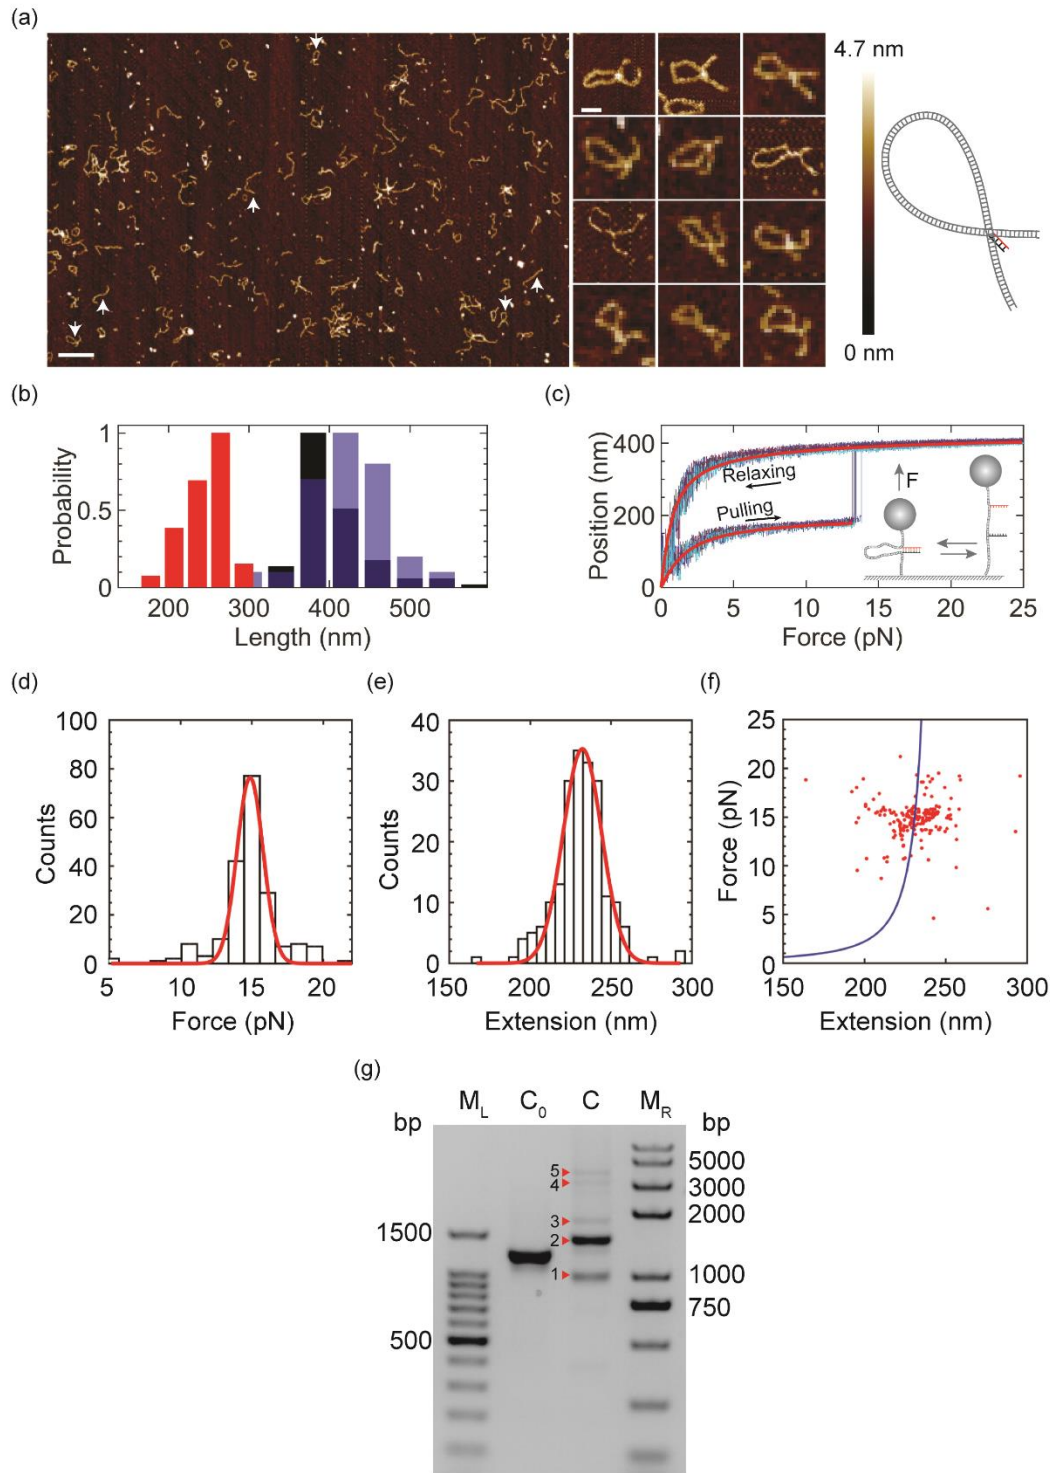 (a)
4.7 nm
0 nm
(b)
Probability
1
0.5
0
200
300
400
500
Length (nm)
(c)
Position (nm)
400
200
0
Relaxing
Pulling
F
0
5
10
15
20
25
Force (pN)
(d)
Counts
100
80
60
40
20
0
5
10
15
20
Force (pN)
(e)
Counts
40
30
20
10
0
150
200
250
300
Extension (nm)
(f)
Force (pN)
25
20
15
10
5
0
150
200
250
300
Extension (nm)
(g)
bp
M_L
C_0
C
M_R
bp
1500
500
5
4
3
2
1
5000
3000
2000
1000
750